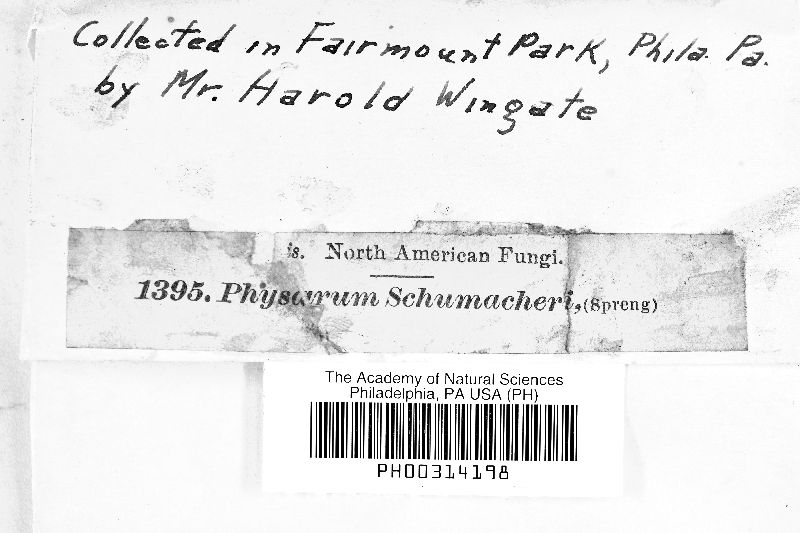 Collected in Fairmount Park, Phila. Pa.
by Mr. Harold Wingate
is. North American Fungi.
1395. Physarum Schumacheri, (Spreng)
The Academy of Natural Sciences
Philadelphia, PA USA (PH)
PH00314198